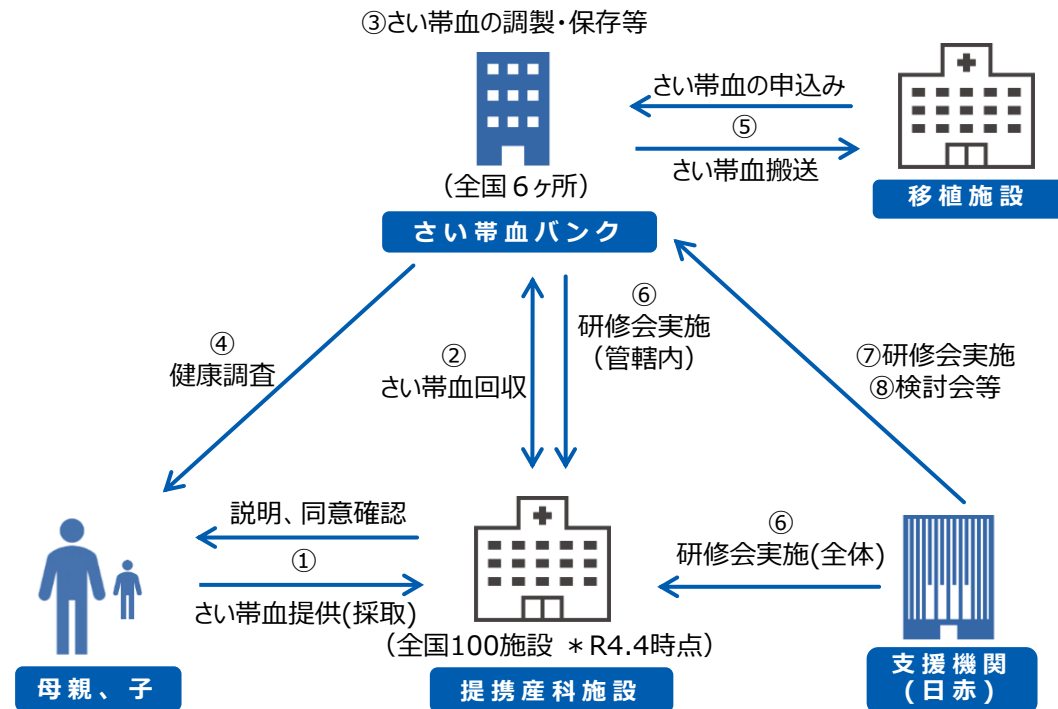 ③さい帯血の調製・保存等
(全国6ヶ所)
さい帯血バンク
さい帯血の申込み
⑤
さい帯血搬送
移植施設
④
健康調査
②
さい帯血回収
⑥
研修会実施
(管轄内)
⑦研修会実施
⑧検討会等
説明、同意確認
①
さい帯血提供(採取)
母親、子
(全国100施設 *R4.4時点)
提携産科施設
⑥
研修会実施(全体)
支援機関
(日赤)